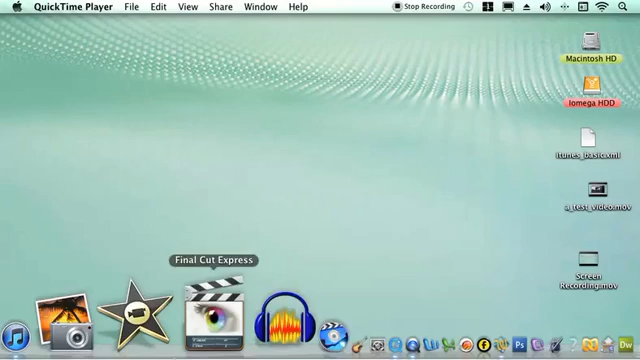 QuickTime Player File Edit View Share Window Help Stop Recording
Macintosh HD
Iomega HDD
itunes_basic.xml
a_test_video.mov
Screen
Recording.mov
Final Cut Express
Ps
Dw